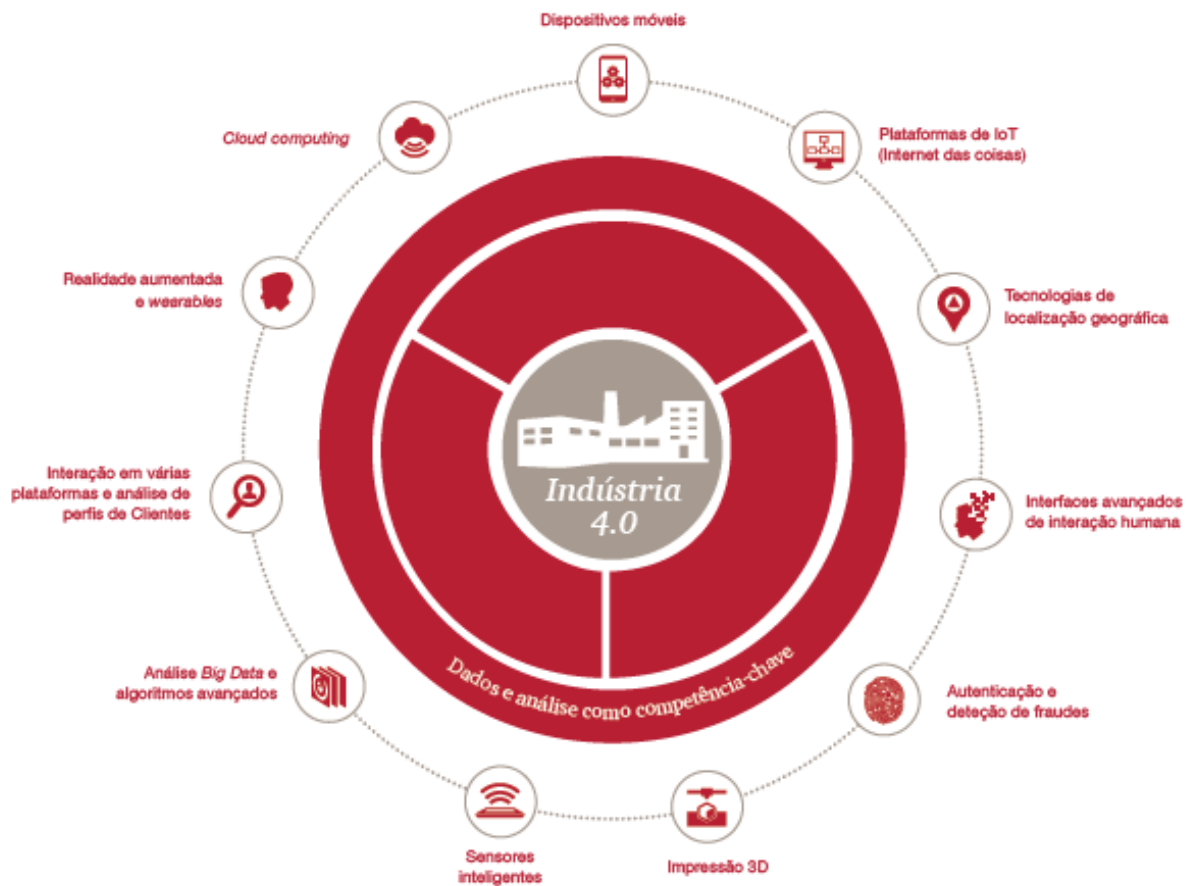 Dispositivos móveis
Cloud computing
Plataformas de IoT
(Internet das coisas)
Realidade aumentada
e wearables
Tecnologias de
localização geográfica
Indústria
4.0
Interação em várias
plataformas e análise de
perfis de Clientes
Interfaces avançados
de interação humana
Dados e análise como competência-chave
Análise Big Data e
algoritmos avançados
Autenticação e
deteção de fraudes
Sensores
inteligentes
Impressão 3D